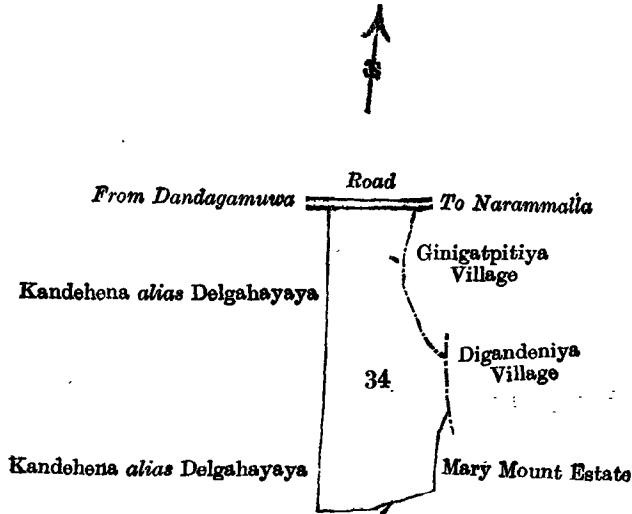 Road
From Dandagamuwa
To Narammalla
Ginigatpitiya
Village
Kandehena alias Delgahayaya
Digandeniya
Village
34
Kandehena alias Delgahayaya
Mary Mount Estate